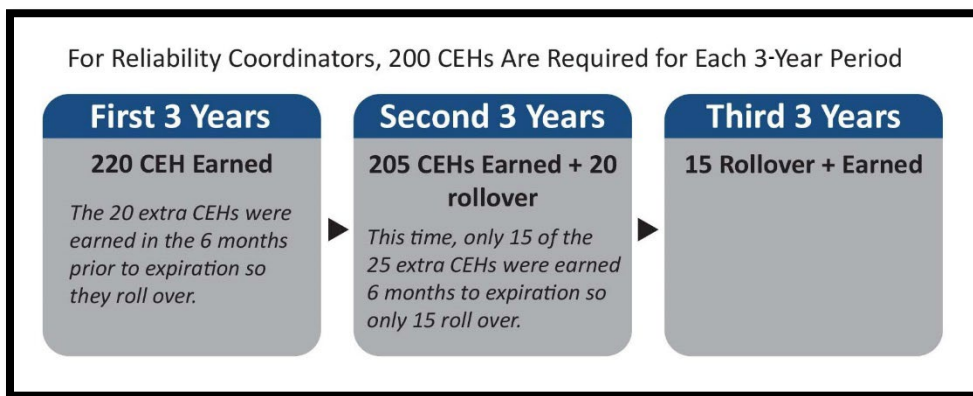 For Reliability Coordinators, 200 CEHs Are Required for Each 3-Year Period
First 3 Years
220 CEH Earned
The 20 extra CEHs were
earned in the 6 months
prior to expiration so
they roll over.
Second 3 Years
205 CEHs Earned + 20
rollover
This time, only 15 of the
25 extra CEHs were earned
6 months to expiration so
only 15 roll over.
Third 3 Years
15 Rollover + Earned